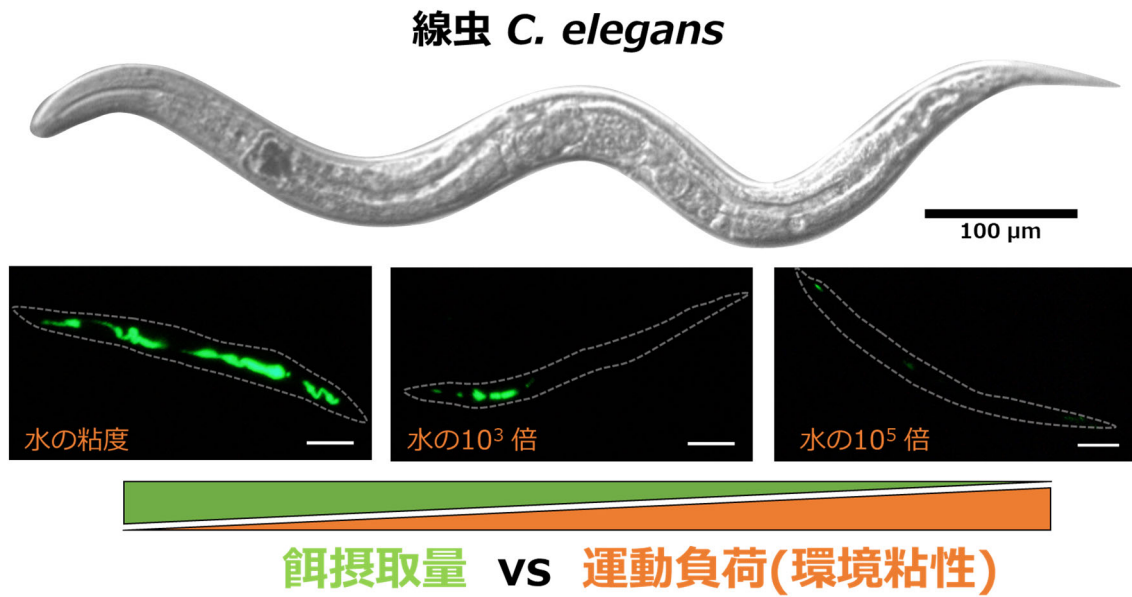 線虫 C. elegans
100 μm
水の粘度
水の10³ 倍
水の10⁵ 倍
餌摂取量 vs 運動負荷(環境粘性)